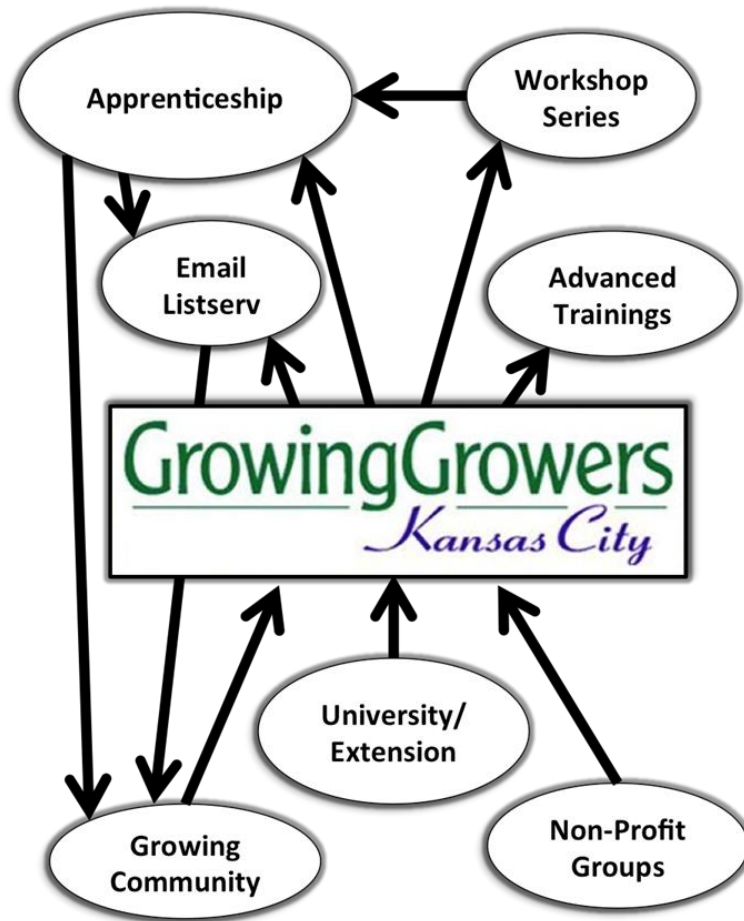 Apprenticeship
Workshop
Series
Email
Listserv
Advanced
Trainings
GrowingGrowers
Kansas City
University/
Extension
Growing
Community
Non-Profit
Groups